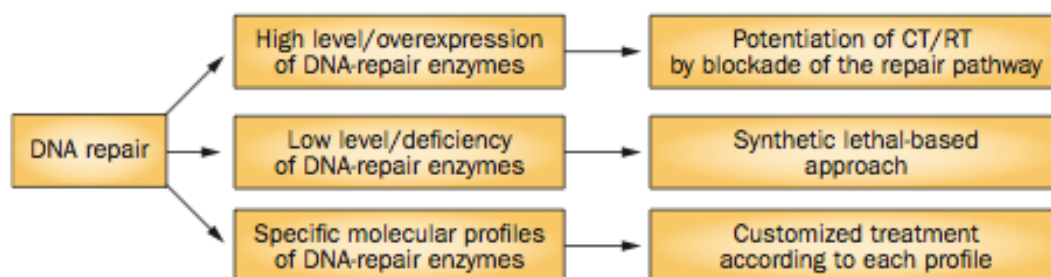 High level/overexpression
of DNA-repair enzymes
Potentiation of CT/RT
by blockade of the repair pathway
DNA repair
Low level/deficiency
of DNA-repair enzymes
Synthetic lethal-based
approach
Specific molecular profiles
of DNA-repair enzymes
Customized treatment
according to each profile